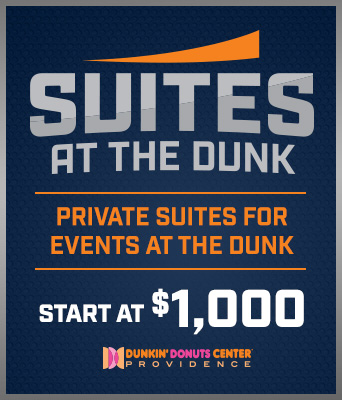 SUITES
AT THE DUNK
PRIVATE SUITES FOR
EVENTS AT THE DUNK
START AT $1,000
DUNKIN' DONUTS CENTER
PROVIDENCE